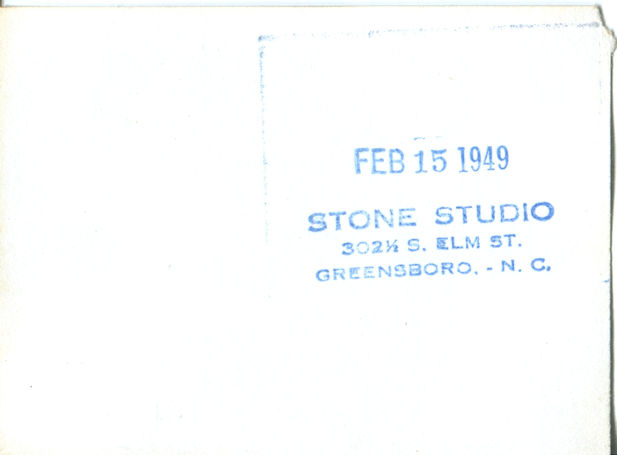 FEB 15 1949
STONE STUDIO
302½ S. ELM ST.
GREENSBORO. - N. C.